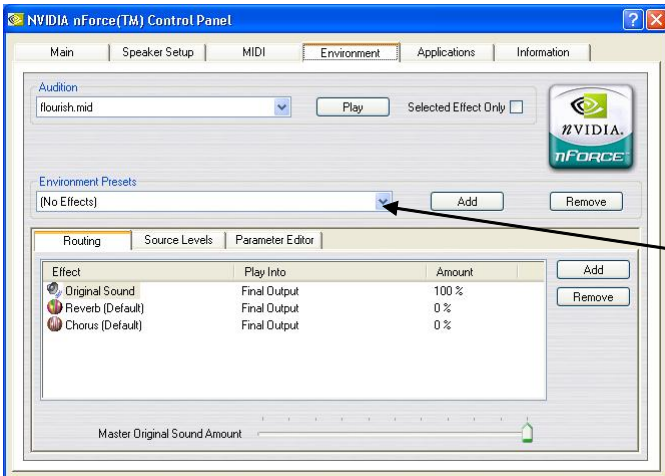 NVIDIA nForce(TM) Control Panel
Main Speaker Setup MIDI Environment Applications Information
Audition
flourish.mid Play Selected Effect Only
nVIDIA.
nFORCE
Environment Presets
(No Effects) Add Remove
Routing Source Levels Parameter Editor
Effect Play Into Amount Add
Original Sound Final Output 100 %
Reverb (Default) Final Output 0 % Remove
Chorus (Default) Final Output 0 %
Master Original Sound Amount